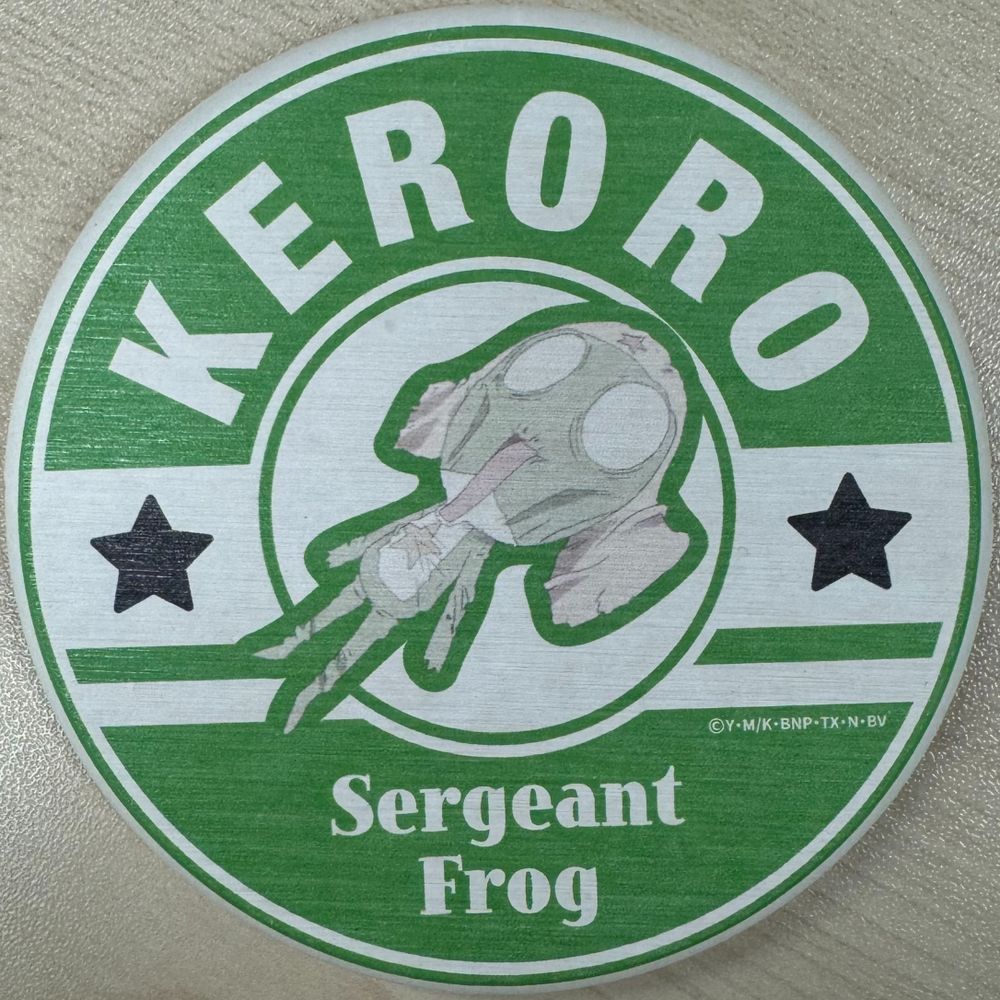 KERORO
©Y・M/K・BNP・TX・N・BV
Sergeant
Frog